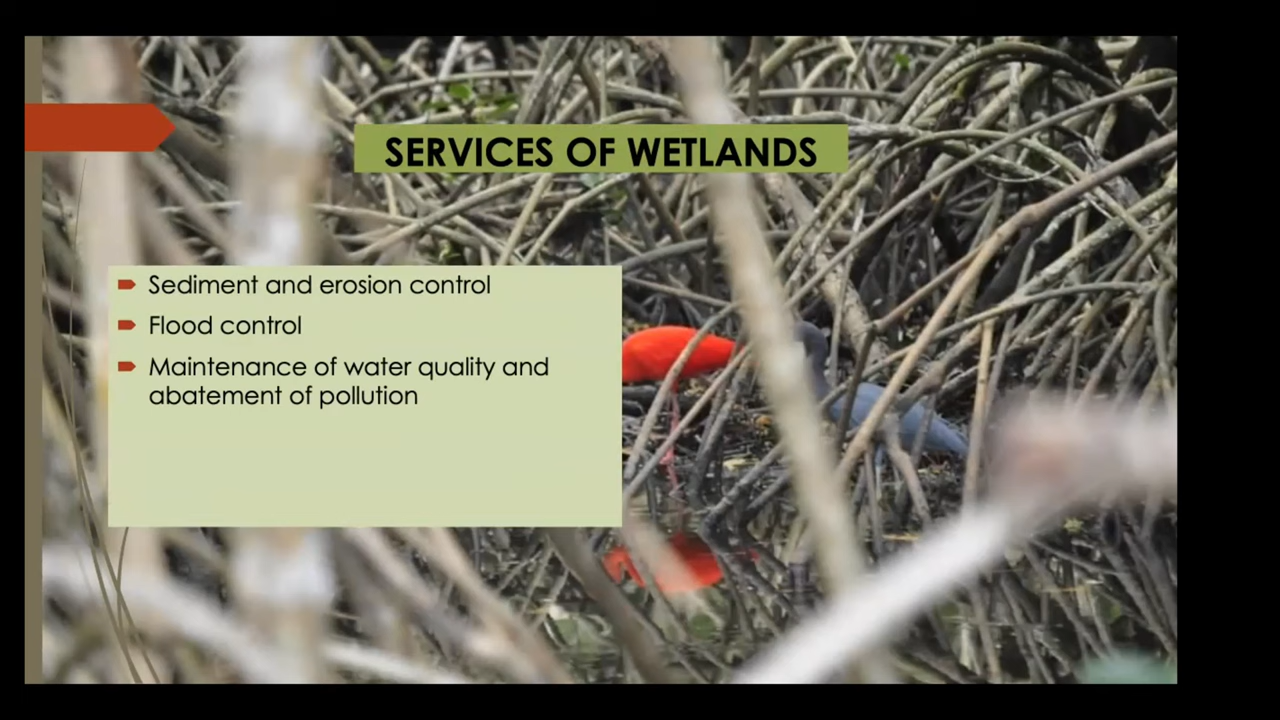 SERVICES OF WETLANDS
Sediment and erosion control
Flood control
Maintenance of water quality and
abatement of pollution